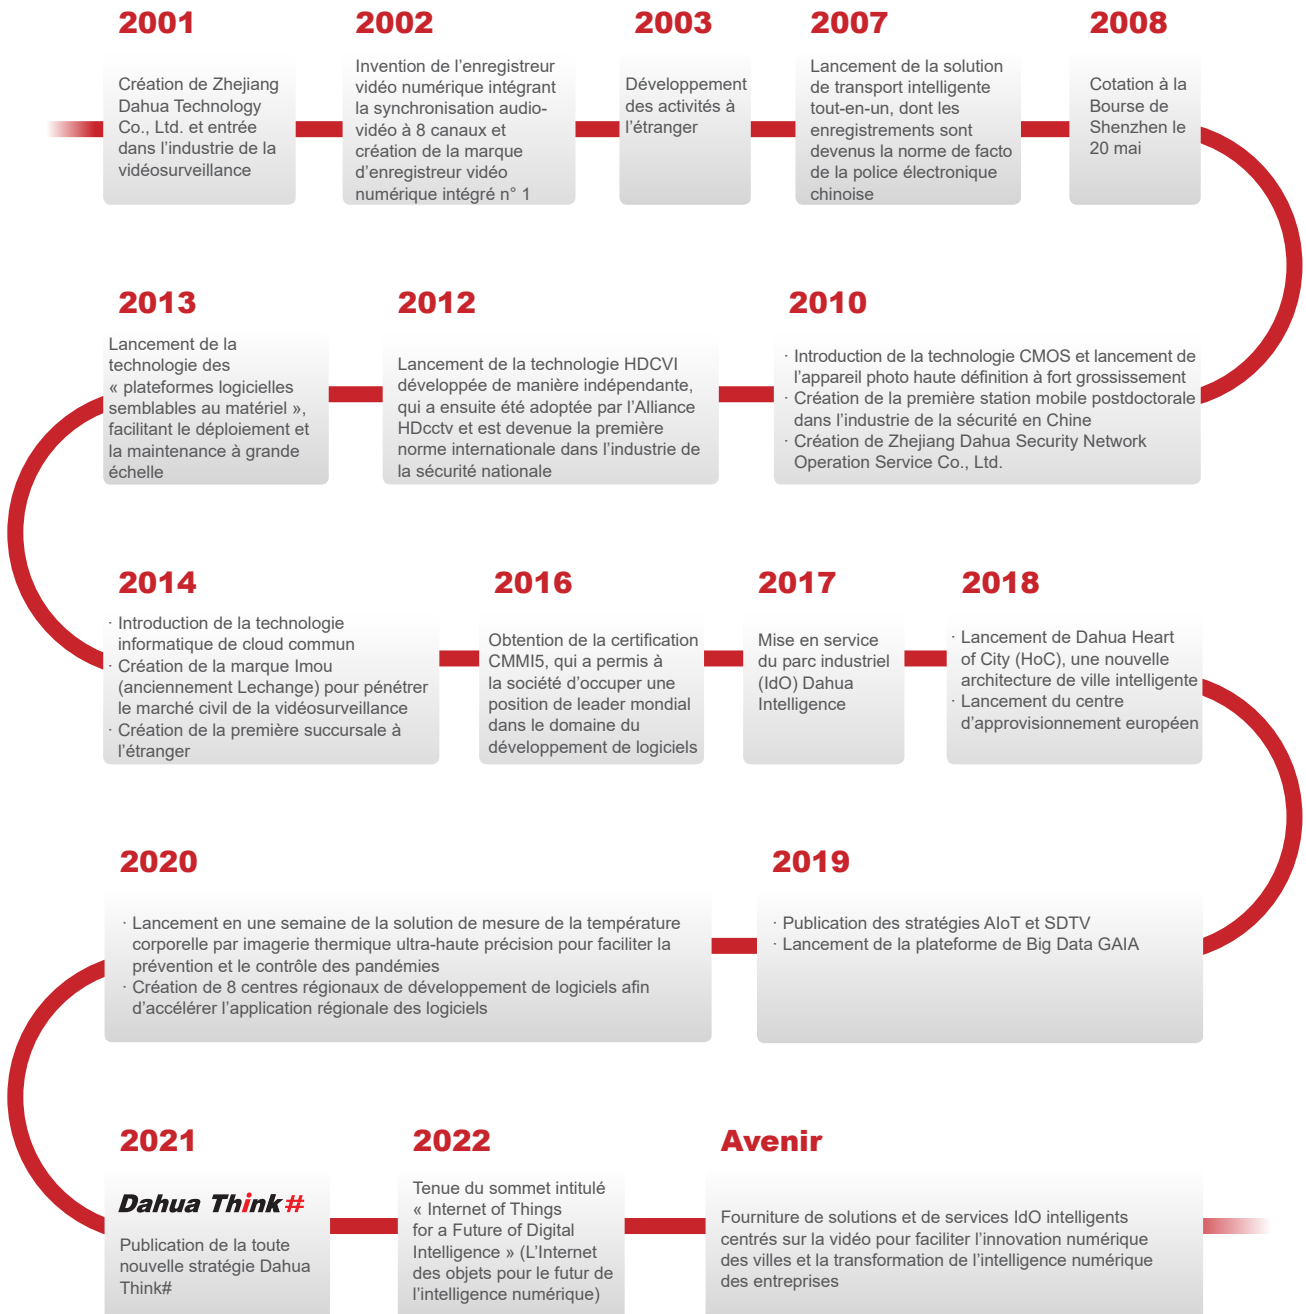 2001
Création de Zhejiang
Dahua Technology
Co., Ltd. et entrée
dans l’industrie de la
vidéosurveillance
2002
Invention de l’enregistreur
vidéo numérique intégrant
la synchronisation audio-
vidéo à 8 canaux et
création de la marque
d’enregistreur vidéo
numérique intégré n° 1
2003
Développement
des activités à
l’étranger
2007
Lancement de la solution
de transport intelligente
tout-en-un, dont les
enregistrements sont
devenus la norme de facto
de la police électronique
chinoise
2008
Cotation à la
Bourse de
Shenzhen le
20 mai
2010
· Introduction de la technologie CMOS et lancement de
l’appareil photo haute définition à fort grossissement
· Création de la première station mobile postdoctorale
dans l’industrie de la sécurité en Chine
· Création de Zhejiang Dahua Security Network
Operation Service Co., Ltd.
2012
Lancement de la technologie HDCVI
développée de manière indépendante,
qui a ensuite été adoptée par l’Alliance
HDcctv et est devenue la première
norme internationale dans l’industrie de
la sécurité nationale
2013
Lancement de la
technologie des
« plateformes logicielles
semblables au matériel »,
facilitant le déploiement et
la maintenance à grande
échelle
2014
· Introduction de la technologie
informatique de cloud commun
· Création de la marque Imou
(anciennement Lechange) pour pénétrer
le marché civil de la vidéosurveillance
· Création de la première succursale à
l’étranger
2016
Obtention de la certification
CMMI5, qui a permis à
la société d’occuper une
position de leader mondial
dans le domaine du
développement de logiciels
2017
Mise en service
du parc industriel
(IdO) Dahua
Intelligence
2018
· Lancement de Dahua Heart
of City (HoC), une nouvelle
architecture de ville intelligente
· Lancement du centre
d’approvisionnement européen
2019
· Publication des stratégies AIoT et SDTV
· Lancement de la plateforme de Big Data GAIA
2020
· Lancement en une semaine de la solution de mesure de la température
corporelle par imagerie thermique ultra-haute précision pour faciliter la
prévention et le contrôle des pandémies
· Création de 8 centres régionaux de développement de logiciels afin
d’accélérer l’application régionale des logiciels
2021
Dahua Think#
Publication de la toute
nouvelle stratégie Dahua
Think#
2022
Tenue du sommet intitulé
« Internet of Things
for a Future of Digital
Intelligence » (L’Internet
des objets pour le futur de
l’intelligence numérique)
Avenir
Fourniture de solutions et de services IdO intelligents
centrés sur la vidéo pour faciliter l’innovation numérique
des villes et la transformation de l’intelligence numérique
des entreprises